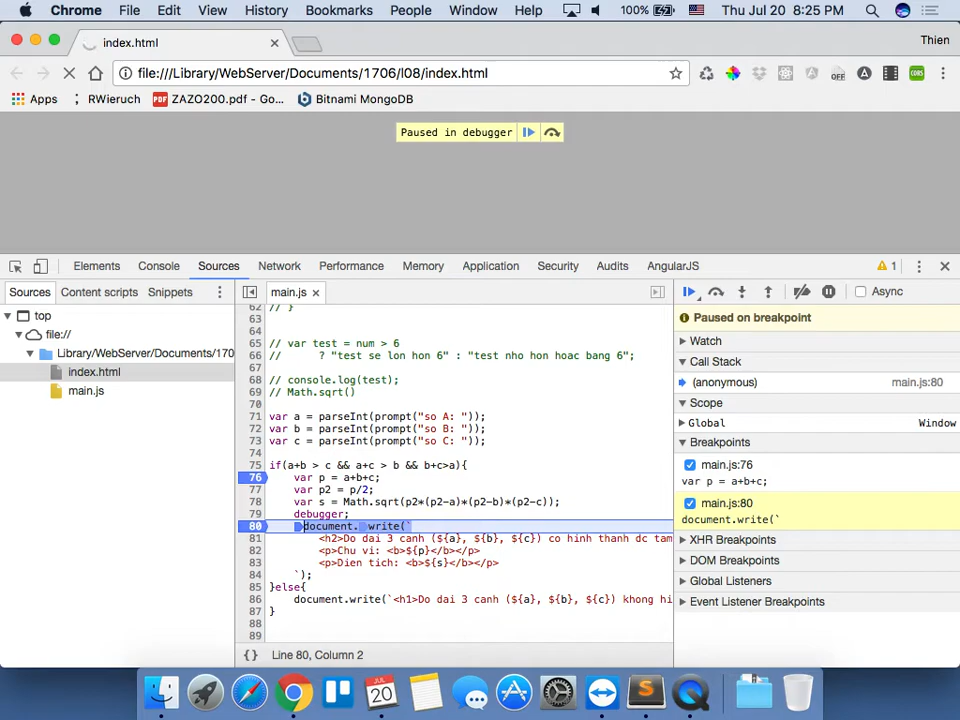 Chrome File Edit View History Bookmarks People Window Help 100% Thu Jul 20 8:25 PM
index.html Thien
file:///Library/WebServer/Documents/1706/l08/index.html OFF CORS
Apps RWieruch PDF ZAZO200.pdf - Go... Bitnami MongoDB
Paused in debugger
Elements Console Sources Network Performance Memory Application Security Audits AngularJS 1
Sources Content scripts Snippets main.js Async
top
file://
Library/WebServer/Documents/170
index.html
main.js
62 // }
63
64
65 // var test = num > 6
66 // ? "test se lon hon 6" : "test nho hon hoac bang 6";
67
68 // console.log(test);
69 // Math.sqrt()
70
71 var a = parseInt(prompt("so A: "));
72 var b = parseInt(prompt("so B: "));
73 var c = parseInt(prompt("so C: "));
74
75 if(a+b > c && a+c > b && b+c>a){
76 var p = a+b+c;
77 var p2 = p/2;
78 var s = Math.sqrt(p2*(p2-a)*(p2-b)*(p2-c));
79 debugger;
80 document.write(`
81 <h2>Do dai 3 canh (${a}, ${b}, ${c}) co hinh thanh dc tam
82 <p>Chu vi: <b>${p}</b></p>
83 <p>Dien tich: <b>${s}</b></p>
84 `);
85 }else{
86 document.write(`<h1>Do dai 3 canh (${a}, ${b}, ${c}) khong hi
87 }
88
89
{} Line 80, Column 2
Paused on breakpoint
Watch
Call Stack
(anonymous) main.js:80
Scope
Global Window
Breakpoints
main.js:76
var p = a+b+c;
main.js:80
document.write(`
XHR Breakpoints
DOM Breakpoints
Global Listeners
Event Listener Breakpoints
JUL
20